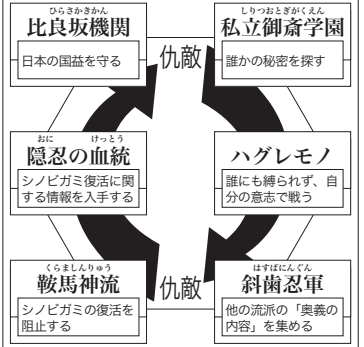 ひらさかきかん
比良坂機関
日本の国益を守る
仇敵
しりつおとぎがくえん
私立御斎学園
誰かの秘密を探す
おに けっとう
隠忍の血統
シノビガミ復活に関
する情報を入手する
ハグレモノ
誰にも縛られず、自
分の意志で戦う
くらましんりゅう
鞍馬神流
シノビガミの復活を
阻止する
仇敵
はすばにんぐん
斜歯忍軍
他の流派の「奥義の
内容」を集める